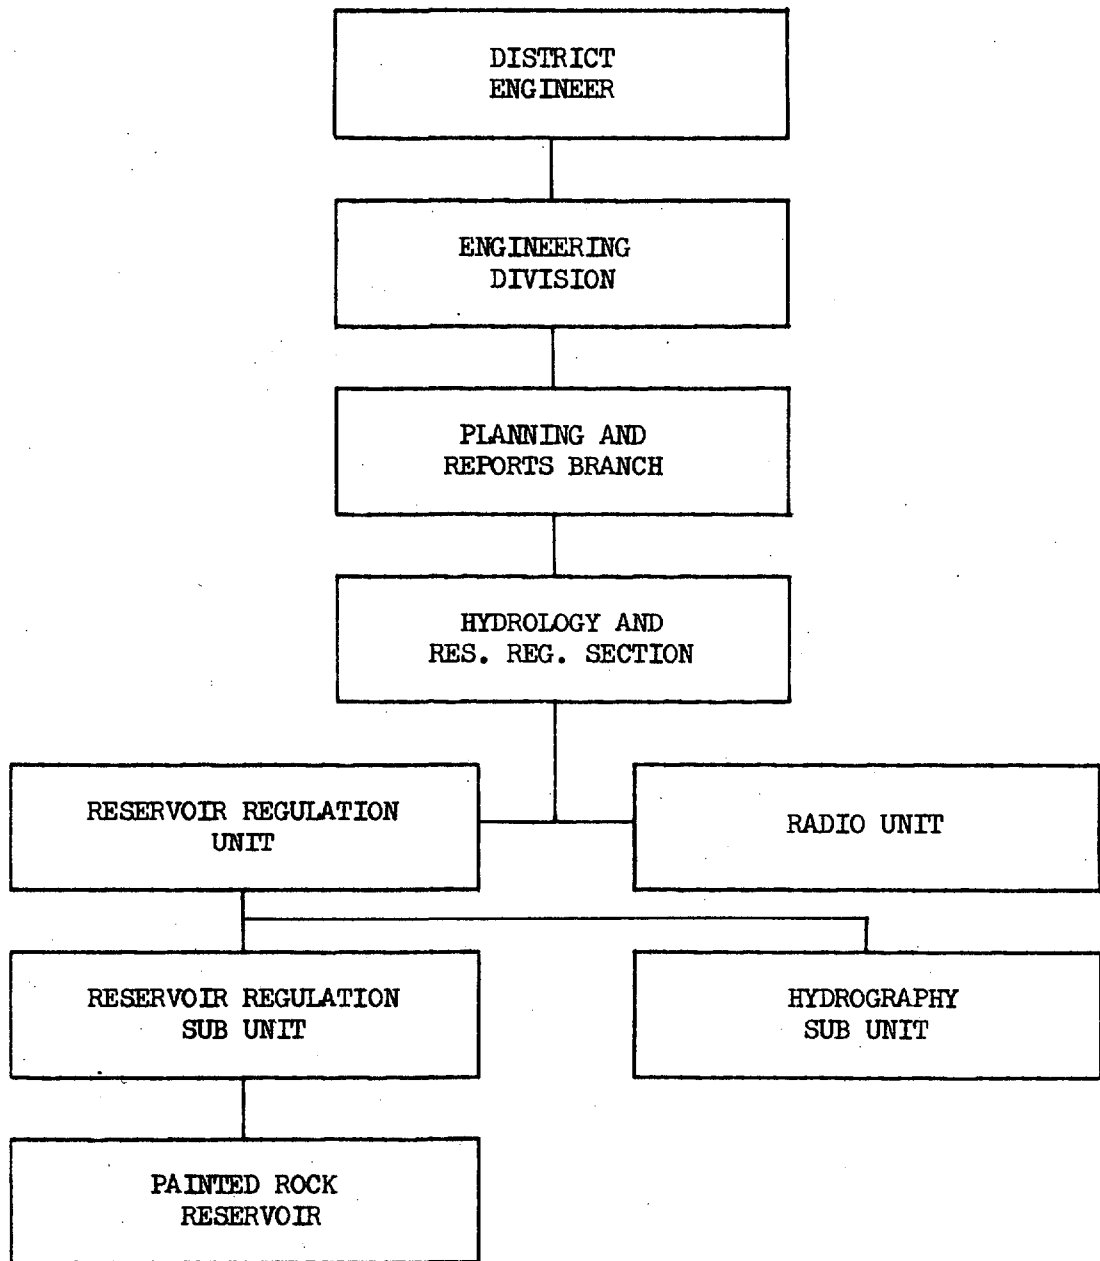 DISTRICT
ENGINEER
ENGINEERING
DIVISION
PLANNING AND
REPORTS BRANCH
HYDROLOGY AND
RES. REG. SECTION
RESERVOIR REGULATION
UNIT
RADIO UNIT
RESERVOIR REGULATION
SUB UNIT
HYDROGRAPHY
SUB UNIT
PAINTED ROCK
RESERVOIR